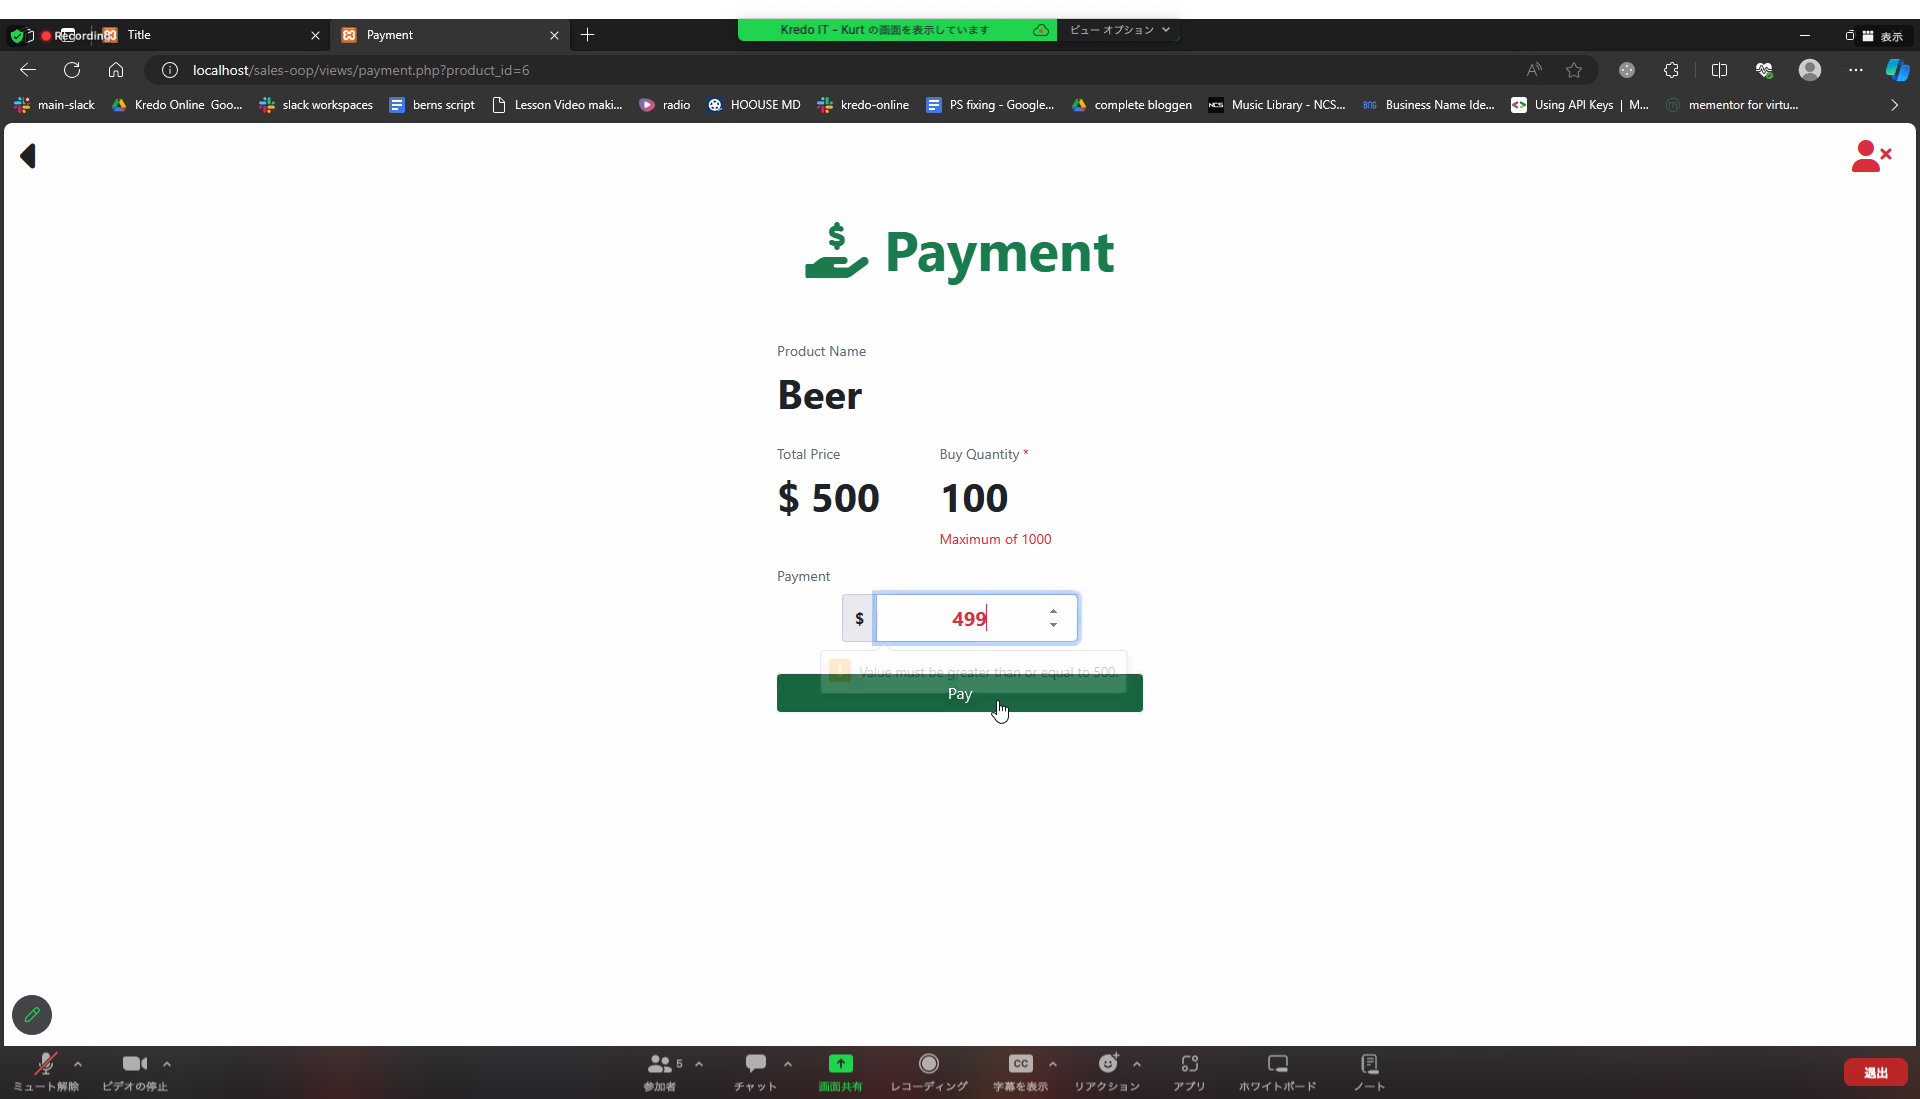 Recording
Title
Payment
Kredo IT - Kurt の画面を表示しています
ビュー オプション
表示
localhost/sales-oop/views/payment.php?product_id=6
main-slack
Kredo Online Goo...
slack workspaces
berns script
Lesson Video maki...
radio
HOOUSE MD
kredo-online
PS fixing - Google...
complete bloggen
NCS
Music Library - NCS...
BNG
Business Name Ide...
Using API Keys | M...
mementor for virtu...
$ Payment
Product Name
Beer
Total Price
Buy Quantity *
$ 500
100
Maximum of 1000
Payment
$
499
Value must be greater than or equal to 500.
Pay
ミュート解除
ビデオの停止
5
参加者
チャット
画面共有
レコーディング
CC
字幕を表示
リアクション
アプリ
ホワイトボード
ノート
退出